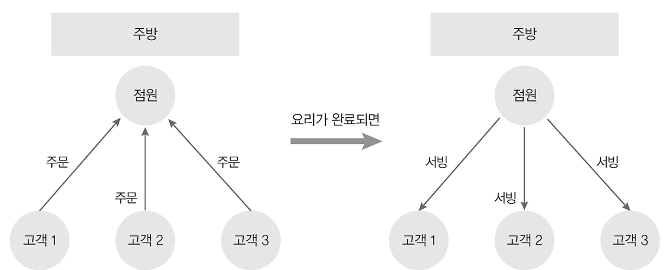 주방
점원
주문
주문
주문
고객 1
고객 2
고객 3
요리가 완료되면
주방
점원
서빙
서빙
서빙
고객 1
고객 2
고객 3